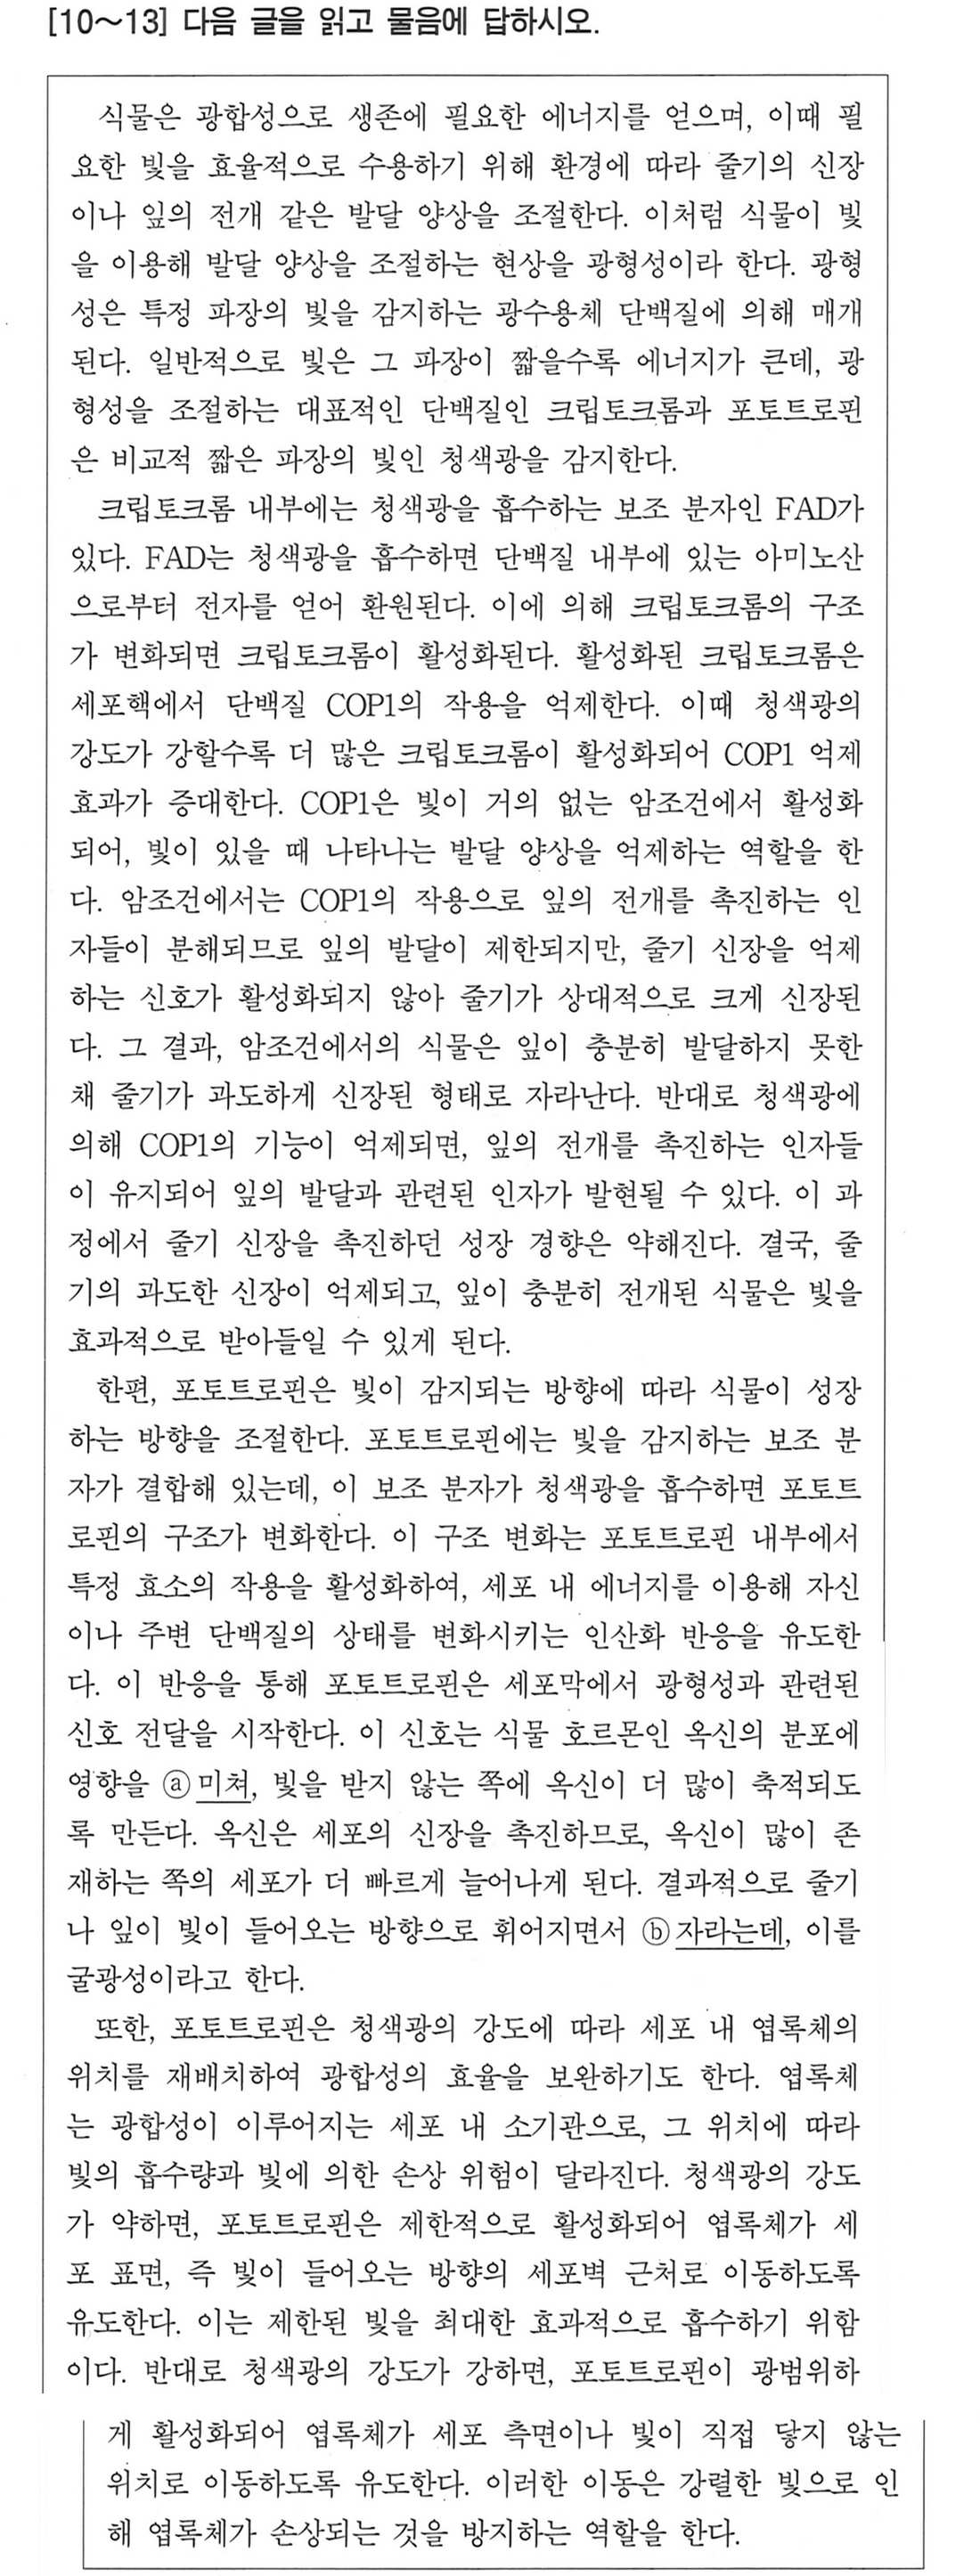 [10～13] 다음 글을 읽고 물음에 답하시오.
식물은 광합성으로 생존에 필요한 에너지를 얻으며, 이때 필
요한 빛을 효율적으로 수용하기 위해 환경에 따라 줄기의 신장
이나 잎의 전개 같은 발달 양상을 조절한다. 이처럼 식물이 빛
을 이용해 발달 양상을 조절하는 현상을 광형성이라 한다. 광형
성은 특정 파장의 빛을 감지하는 광수용체 단백질에 의해 매개
된다. 일반적으로 빛은 그 파장이 짧을수록 에너지가 큰데, 광
형성을 조절하는 대표적인 단백질인 크립토크롬과 포토트로핀
은 비교적 짧은 파장의 빛인 청색광을 감지한다.
크립토크롬 내부에는 청색광을 흡수하는 보조 분자인 FAD가
있다. FAD는 청색광을 흡수하면 단백질 내부에 있는 아미노산
으로부터 전자를 얻어 환원된다. 이에 의해 크립토크롬의 구조
가 변화되면 크립토크롬이 활성화된다. 활성화된 크립토크롬은
세포핵에서 단백질 COP1의 작용을 억제한다. 이때 청색광의
강도가 강할수록 더 많은 크립토크롬이 활성화되어 COP1 억제
효과가 증대한다. COP1은 빛이 거의 없는 암조건에서 활성화
되어, 빛이 있을 때 나타나는 발달 양상을 억제하는 역할을 한
다. 암조건에서는 COP1의 작용으로 잎의 전개를 촉진하는 인
자들이 분해되므로 잎의 발달이 제한되지만, 줄기 신장을 억제
하는 신호가 활성화되지 않아 줄기가 상대적으로 크게 신장된
다. 그 결과, 암조건에서의 식물은 잎이 충분히 발달하지 못한
채 줄기가 과도하게 신장된 형태로 자라난다. 반대로 청색광에
의해 COP1의 기능이 억제되면, 잎의 전개를 촉진하는 인자들
이 유지되어 잎의 발달과 관련된 인자가 발현될 수 있다. 이 과
정에서 줄기 신장을 촉진하던 성장 경향은 약해진다. 결국, 줄
기의 과도한 신장이 억제되고, 잎이 충분히 전개된 식물은 빛을
효과적으로 받아들일 수 있게 된다.
한편, 포토트로핀은 빛이 감지되는 방향에 따라 식물이 성장
하는 방향을 조절한다. 포토트로핀에는 빛을 감지하는 보조 분
자가 결합해 있는데, 이 보조 분자가 청색광을 흡수하면 포토트
로핀의 구조가 변화한다. 이 구조 변화는 포토트로핀 내부에서
특정 효소의 작용을 활성화하여, 세포 내 에너지를 이용해 자신
이나 주변 단백질의 상태를 변화시키는 인산화 반응을 유도한
다. 이 반응을 통해 포토트로핀은 세포막에서 광형성과 관련된
신호 전달을 시작한다. 이 신호는 식물 호르몬인 옥신의 분포에
영향을 ⓐ미쳐, 빛을 받지 않는 쪽에 옥신이 더 많이 축적되도
록 만든다. 옥신은 세포의 신장을 촉진하므로, 옥신이 많이 존
재하는 쪽의 세포가 더 빠르게 늘어나게 된다. 결과적으로 줄기
나 잎이 빛이 들어오는 방향으로 휘어지면서 ⓑ자라는데, 이를
굴광성이라고 한다.
또한, 포토트로핀은 청색광의 강도에 따라 세포 내 엽록체의
위치를 재배치하여 광합성의 효율을 보완하기도 한다. 엽록체
는 광합성이 이루어지는 세포 내 소기관으로, 그 위치에 따라
빛의 흡수량과 빛에 의한 손상 위험이 달라진다. 청색광의 강도
가 약하면, 포토트로핀은 제한적으로 활성화되어 엽록체가 세
포 표면, 즉 빛이 들어오는 방향의 세포벽 근처로 이동하도록
유도한다. 이는 제한된 빛을 최대한 효과적으로 흡수하기 위함
이다. 반대로 청색광의 강도가 강하면, 포토트로핀이 광범위하
게 활성화되어 엽록체가 세포 측면이나 빛이 직접 닿지 않는
위치로 이동하도록 유도한다. 이러한 이동은 강렬한 빛으로 인
해 엽록체가 손상되는 것을 방지하는 역할을 한다.